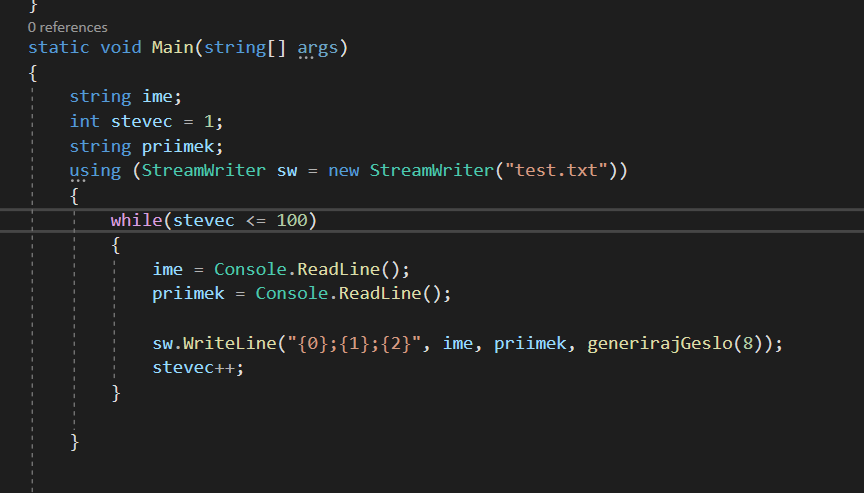 }
0 references
static void Main(string[] args)
{
string ime;
int stevec = 1;
string priimek;
using (StreamWriter sw = new StreamWriter("test.txt"))
{
while(stevec <= 100)
{
ime = Console.ReadLine();
priimek = Console.ReadLine();
sw.WriteLine("{0};{1};{2}", ime, priimek, generirajGeslo(8));
stevec++;
}
}